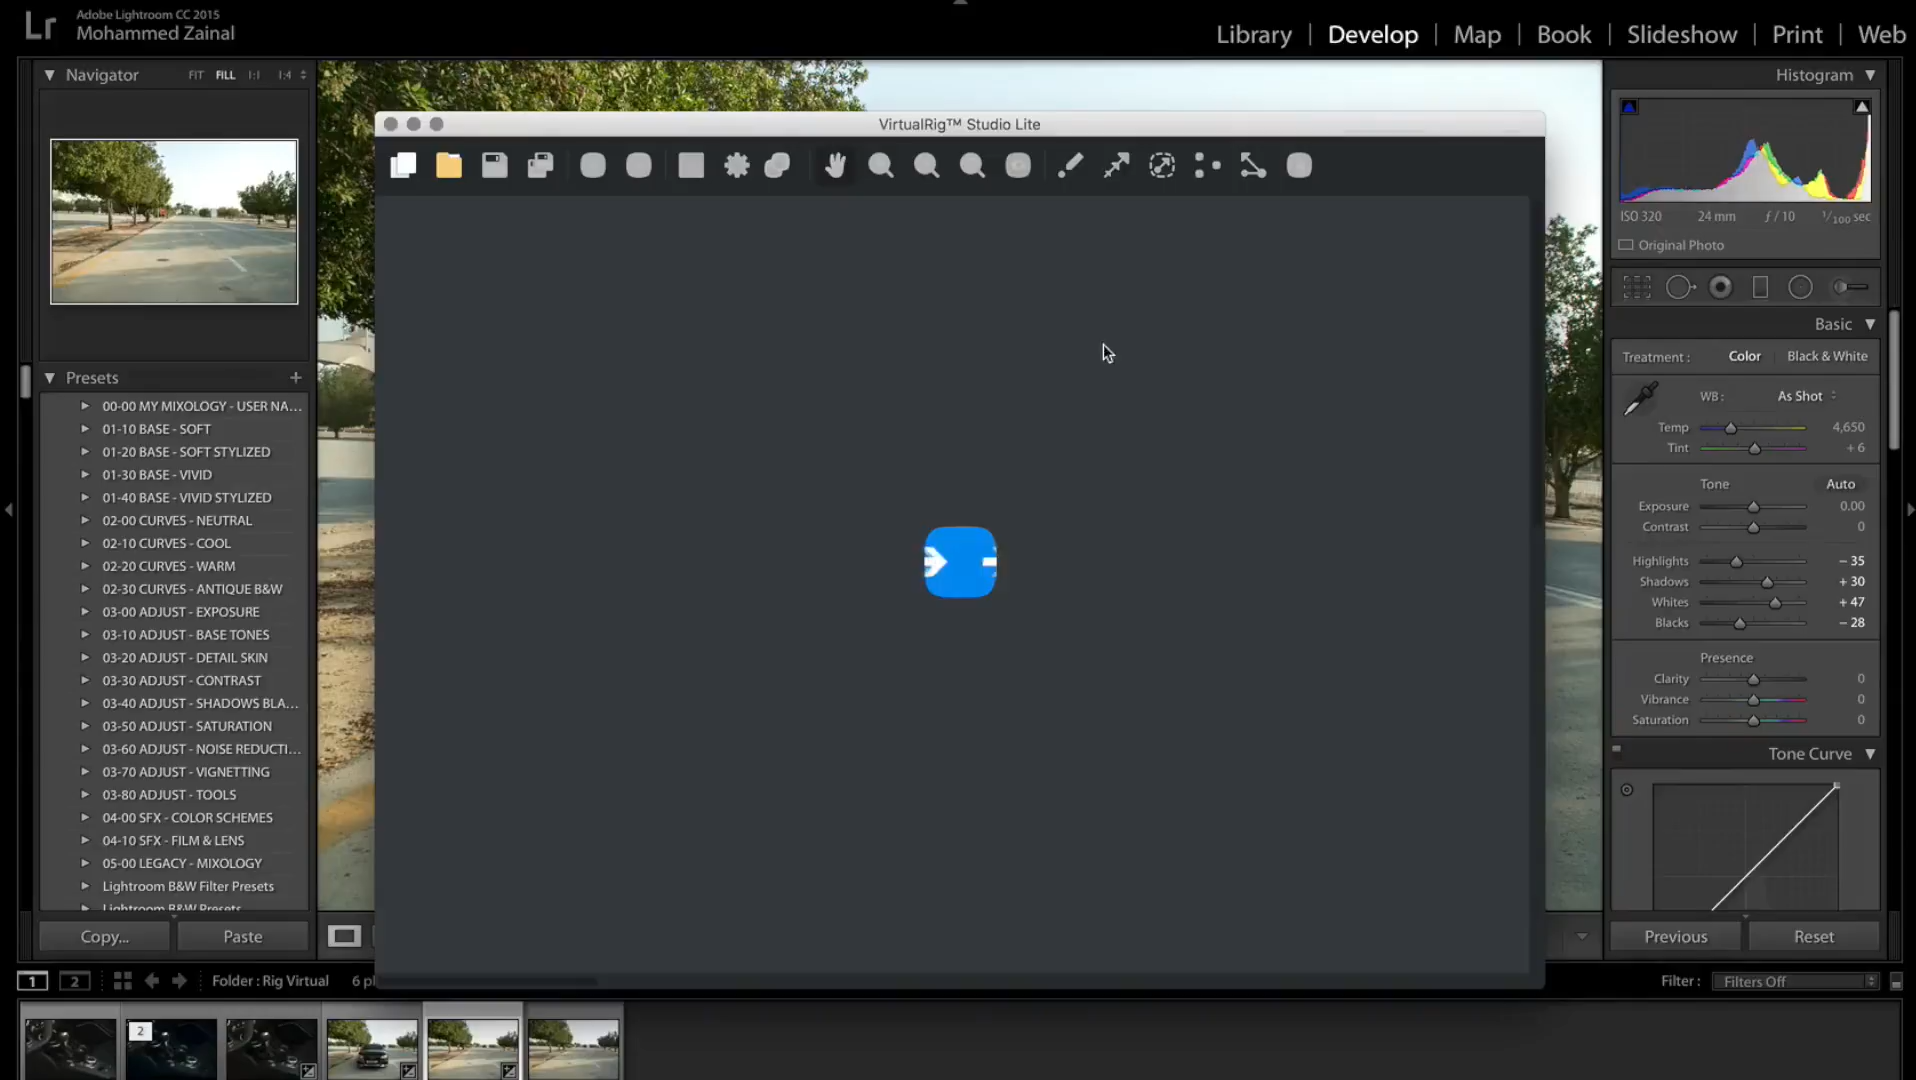 Lr
Adobe Lightroom CC 2015
Mohammed Zainal
Library | Develop | Map | Book | Slideshow | Print | Web
Navigator FIT FILL 1:1 1:4
Histogram
VirtualRig™ Studio Lite
ISO 320 24 mm ƒ / 10 1/100 sec
Original Photo
Basic
Treatment : Color Black & White
WB : As Shot
Temp 4,650
Tint + 6
Tone Auto
Exposure 0.00
Contrast 0
Highlights − 35
Shadows + 30
Whites + 47
Blacks − 28
Presence
Clarity 0
Vibrance 0
Saturation 0
Tone Curve
Presets +
00-00 MY MIXOLOGY - USER NA...
01-10 BASE - SOFT
01-20 BASE - SOFT STYLIZED
01-30 BASE - VIVID
01-40 BASE - VIVID STYLIZED
02-00 CURVES - NEUTRAL
02-10 CURVES - COOL
02-20 CURVES - WARM
02-30 CURVES - ANTIQUE B&W
03-00 ADJUST - EXPOSURE
03-10 ADJUST - BASE TONES
03-20 ADJUST - DETAIL SKIN
03-30 ADJUST - CONTRAST
03-40 ADJUST - SHADOWS BLA...
03-50 ADJUST - SATURATION
03-60 ADJUST - NOISE REDUCTI...
03-70 ADJUST - VIGNETTING
03-80 ADJUST - TOOLS
04-00 SFX - COLOR SCHEMES
04-10 SFX - FILM & LENS
05-00 LEGACY - MIXOLOGY
Lightroom B&W Filter Presets
Lightroom B&W Presets
Copy... Paste
Previous Reset
1 2 Folder : Rig Virtual 6 p
Filter : Filters Off
2